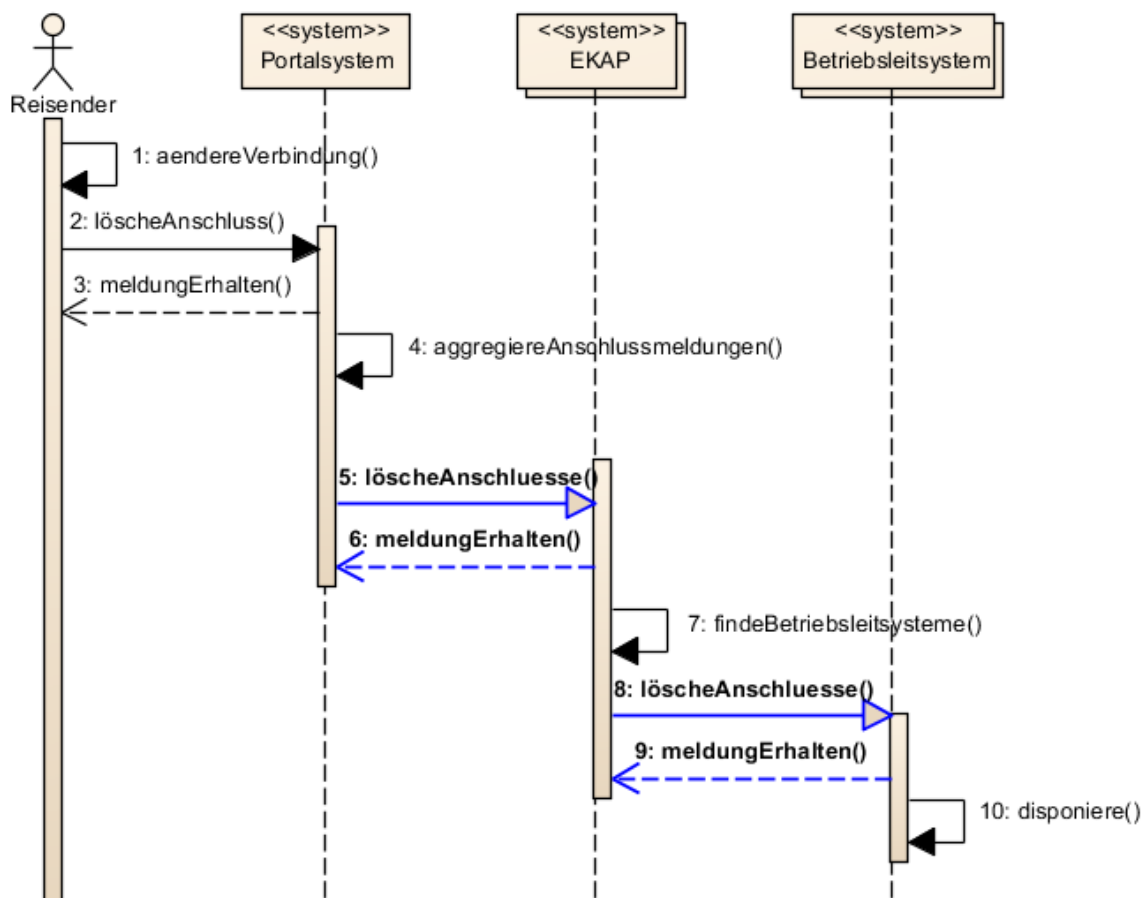 <<system>>
Portalsystem
<<system>>
EKAP
<<system>>
Betriebsleitsystem
Reisender
1: aendereVerbindung()
2: löscheAnschluss()
3: meldungErhalten()
4: aggregiereAnschlussmeldungen()
5: löscheAnschluesse()
6: meldungErhalten()
7: findeBetriebsleitsysteme()
8: löscheAnschluesse()
9: meldungErhalten()
10: disponiere()